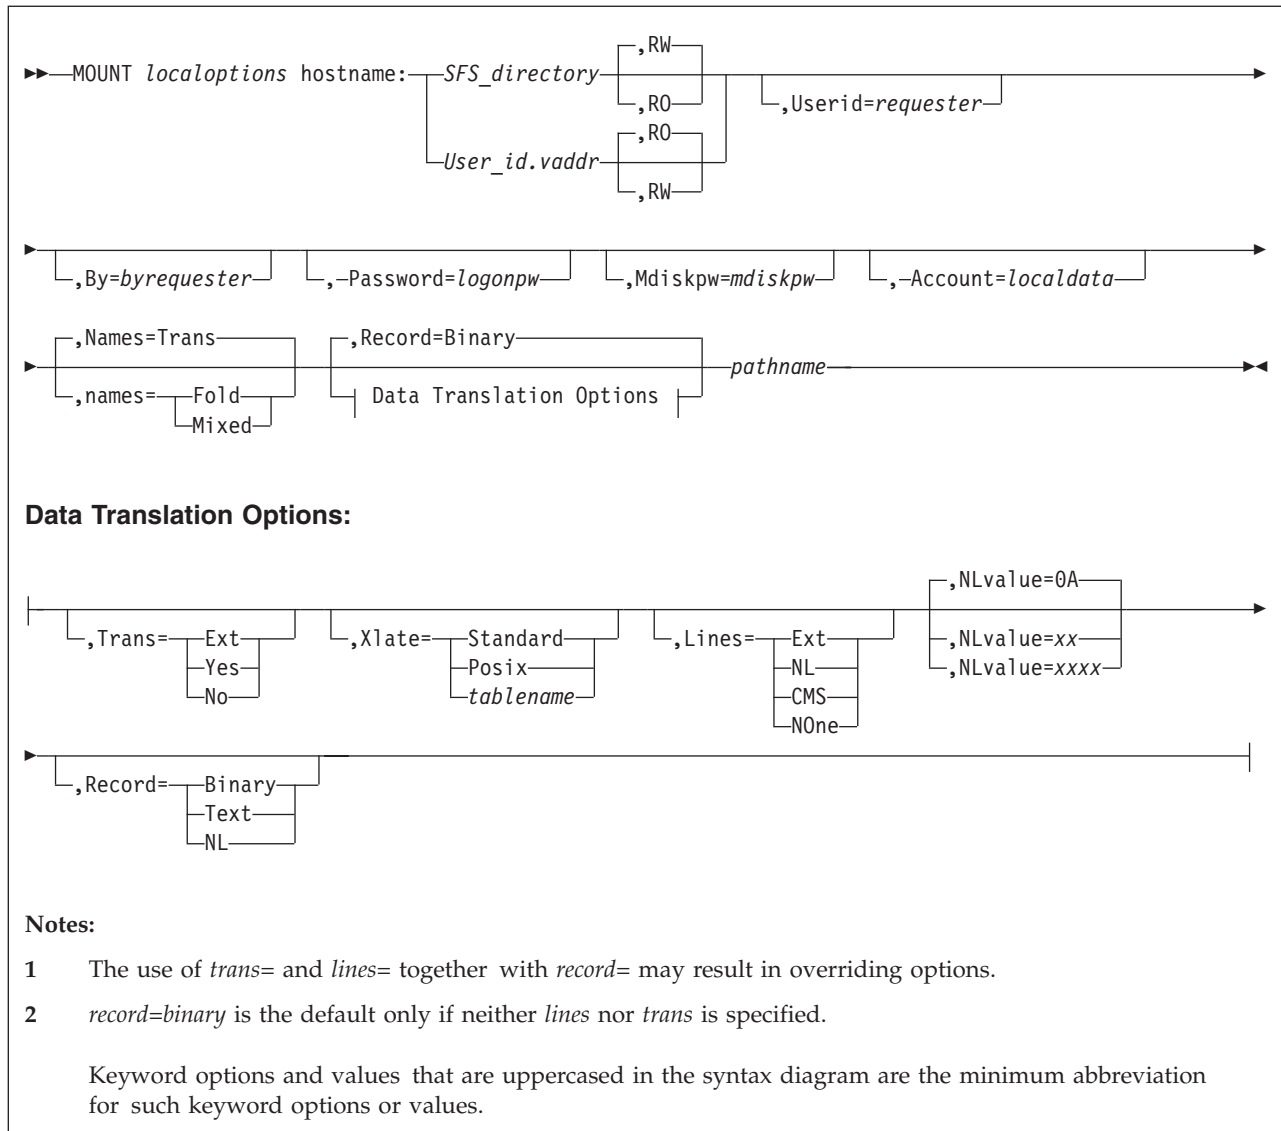 ,RW
MOUNT localoptions hostname: SFS_directory
,RO ,Userid=requester
,RO
User_id.vaddr
,RW
,By=byrequester ,Password=logonpw ,Mdiskpw=mdiskpw ,Account=localdata
,Names=Trans ,Record=Binary
pathname
,names= Fold Data Translation Options
Mixed
Data Translation Options:
,NLvalue=0A
,Trans= Ext ,Xlate= Standard ,Lines= Ext ,NLvalue=xx
Yes Posix NL ,NLvalue=xxxx
No tablename CMS
NOne
,Record= Binary
Text
NL
Notes:
1 The use of trans= and lines= together with record= may result in overriding options.
2 record=binary is the default only if neither lines nor trans is specified.
Keyword options and values that are uppercased in the syntax diagram are the minimum abbreviation
for such keyword options or values.